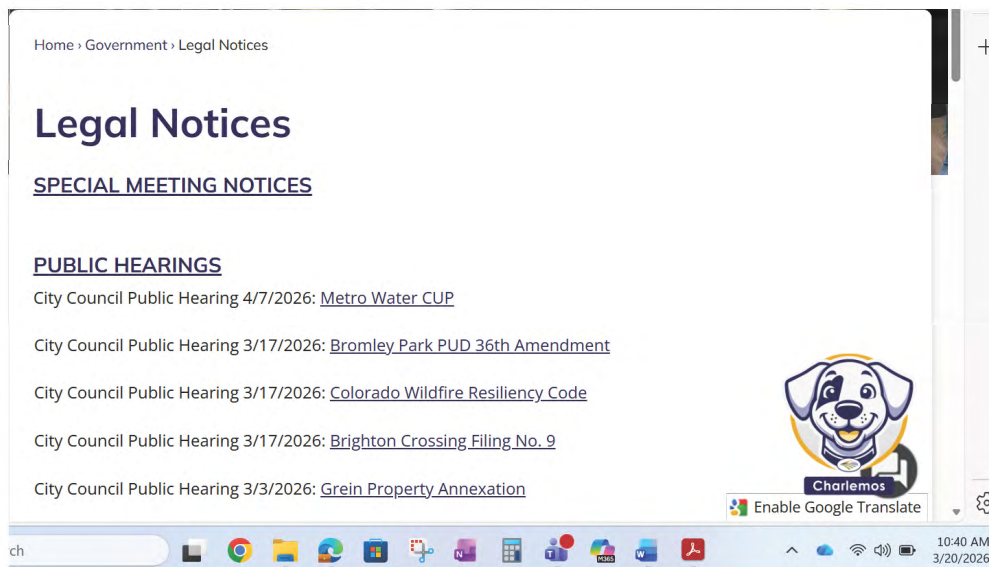 Home › Government › Legal Notices
Legal Notices
SPECIAL MEETING NOTICES
PUBLIC HEARINGS
City Council Public Hearing 4/7/2026: Metro Water CUP
City Council Public Hearing 3/17/2026: Bromley Park PUD 36th Amendment
City Council Public Hearing 3/17/2026: Colorado Wildfire Resiliency Code
City Council Public Hearing 3/17/2026: Brighton Crossing Filing No. 9
City Council Public Hearing 3/3/2026: Grein Property Annexation
Charlemos
Enable Google Translate
ch
N
T
M365
W
10:40 AM
3/20/2026